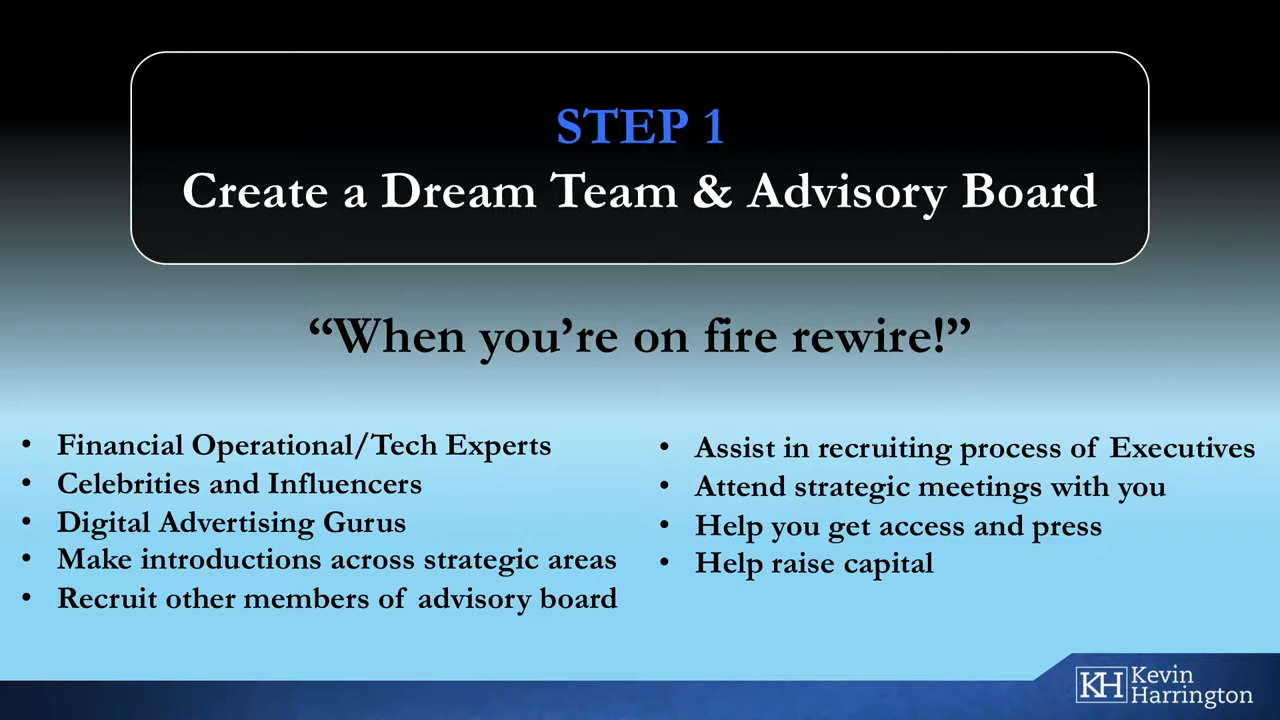 STEP 1
Create a Dream Team & Advisory Board
“When you’re on fire rewire!”
• Financial Operational/Tech Experts
• Celebrities and Influencers
• Digital Advertising Gurus
• Make introductions across strategic areas
• Recruit other members of advisory board
• Assist in recruiting process of Executives
• Attend strategic meetings with you
• Help you get access and press
• Help raise capital
KH Kevin
Harrington